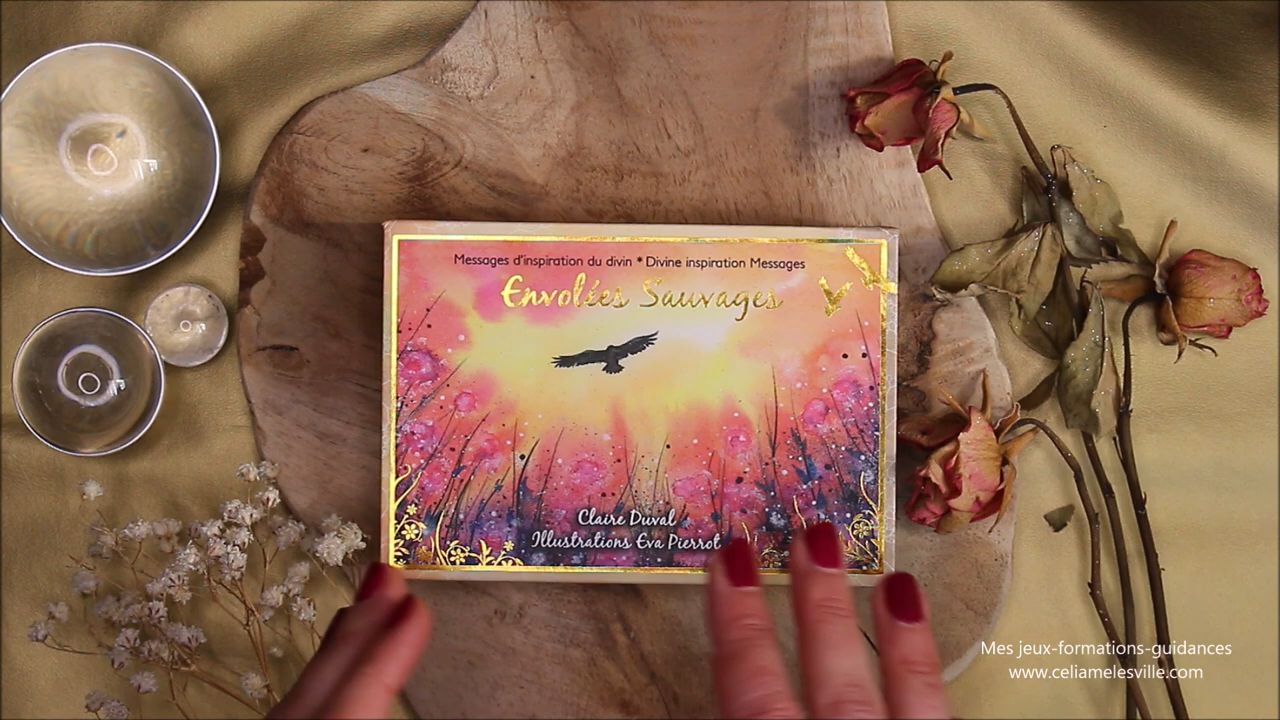 Messages d'inspiration du divin * Divine inspiration Messages
Envolées Sauvages
Claire Duval
Illustrations Eva Pierrot
Mes jeux-formations-guidances
www.celiamelesville.com